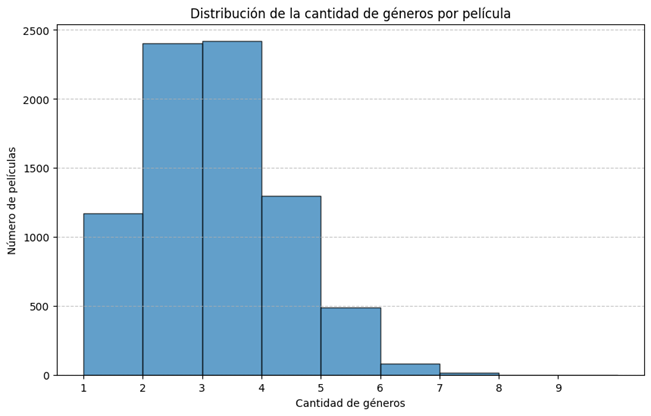 Distribución de la cantidad de géneros por película
Número de películas
2500
2000
1500
1000
500
0
1 2 3 4 5 6 7 8 9
Cantidad de géneros